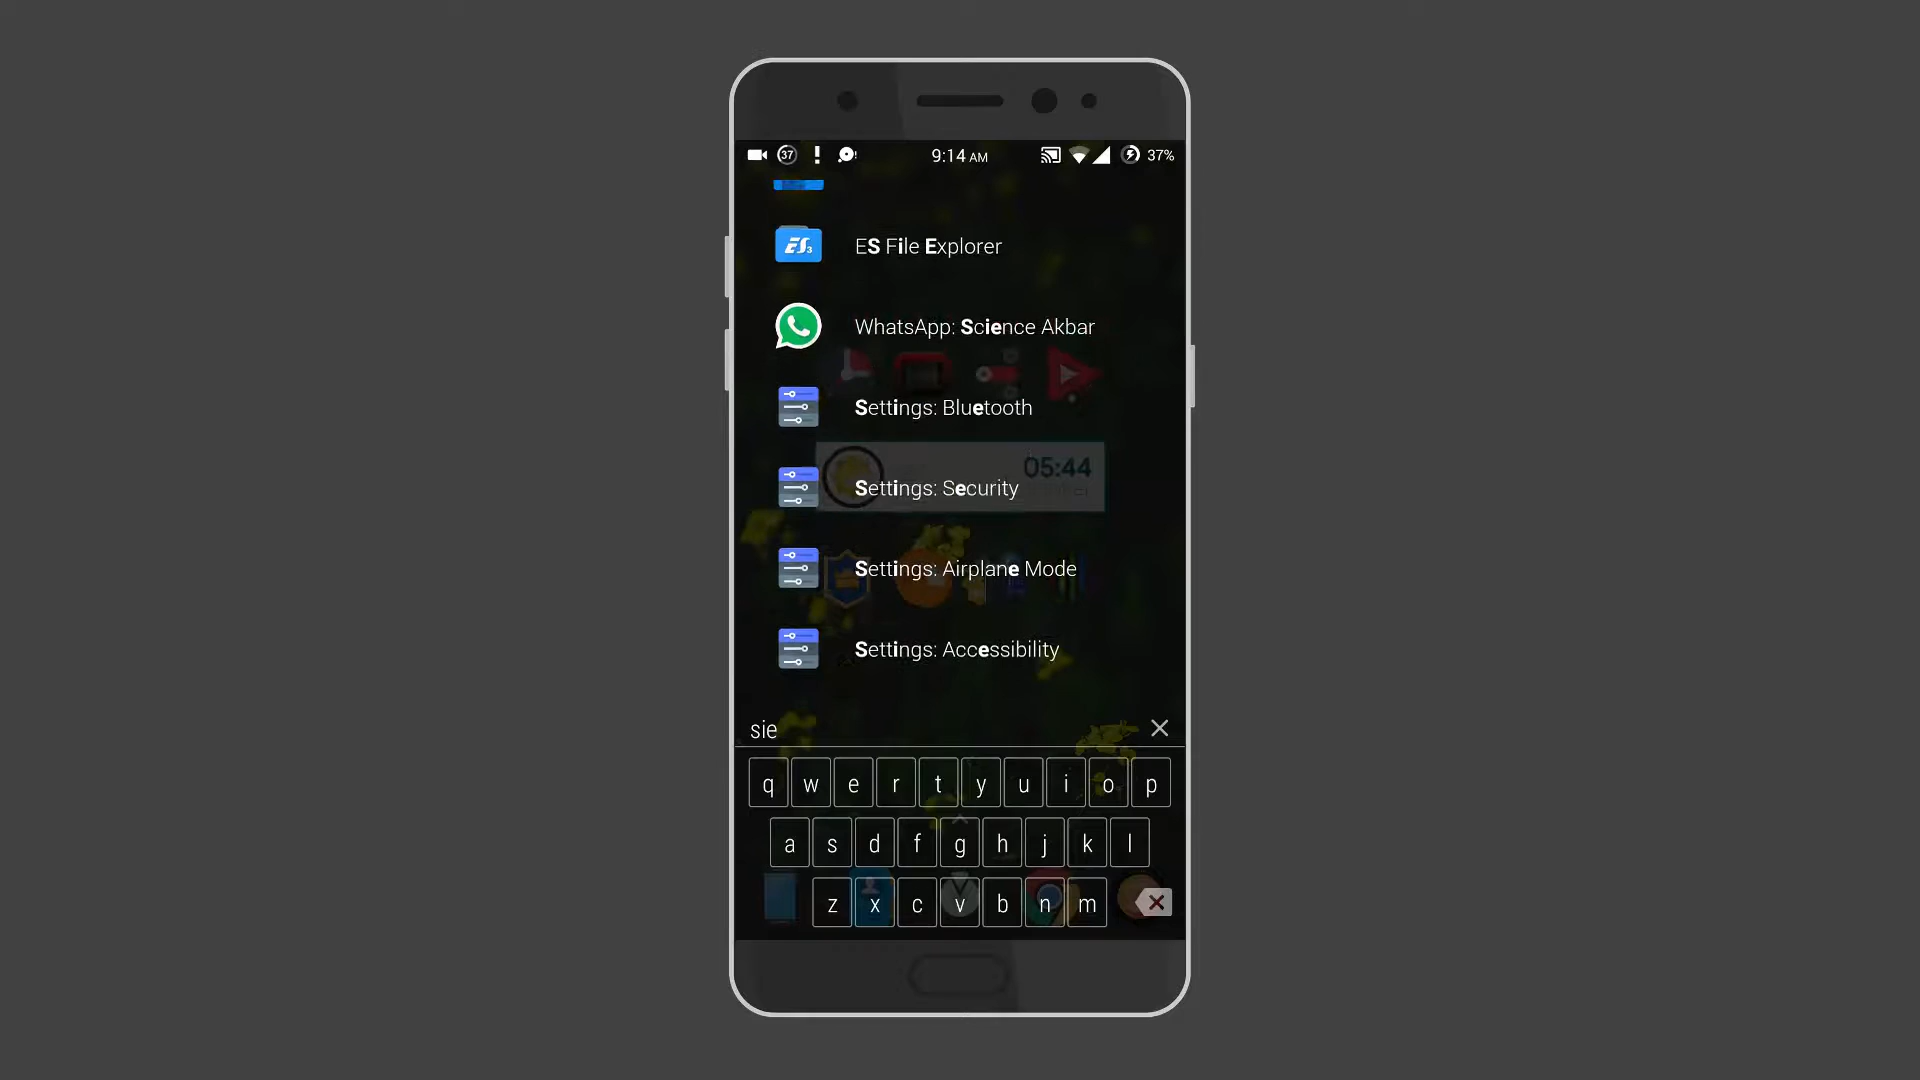 37 ! ! 9:14 AM 37%
ES File Explorer
WhatsApp: Science Akbar
Settings: Bluetooth
05:44
Settings: Security
Settings: Airplane Mode
Settings: Accessibility
sie
q w e r t y u i o p
a s d f g h j k l
z x c v b n m